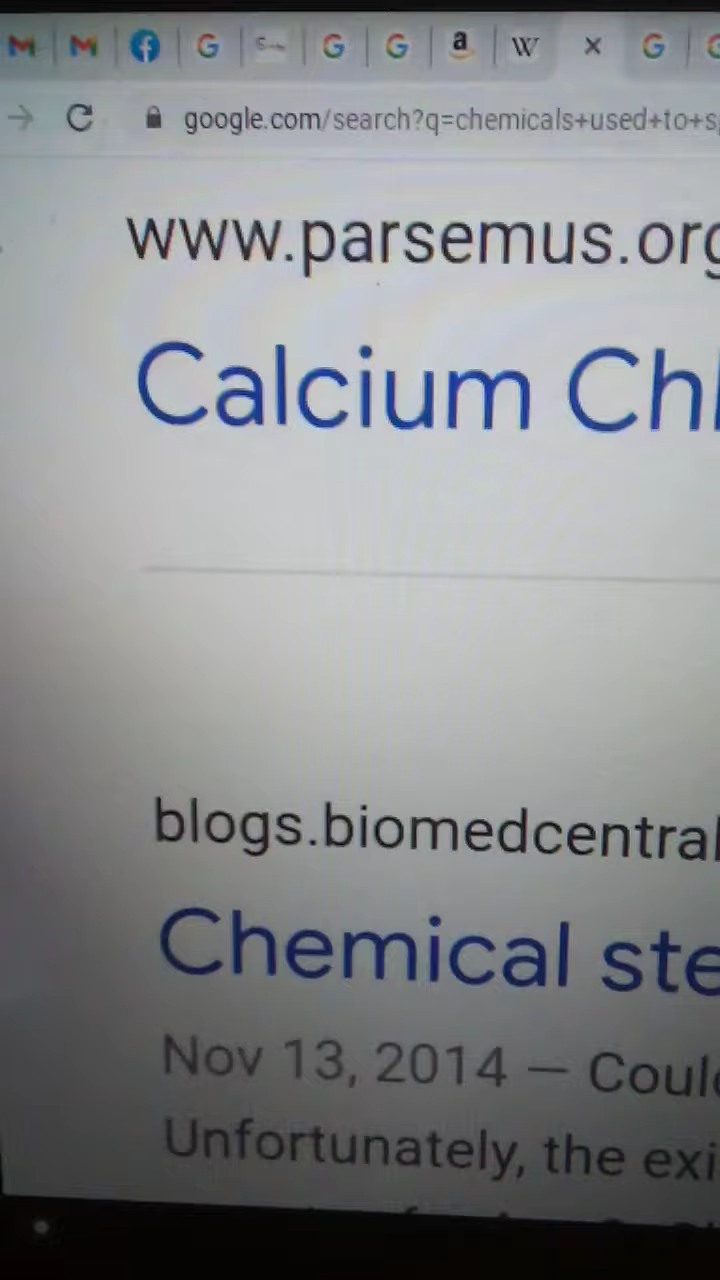 google.com/search?q=chemicals+used+to+s
www.parsemus.org
Calcium Chl
blogs.biomedcentral
Chemical ste
Nov 13, 2014 — Coul
Unfortunately, the exi